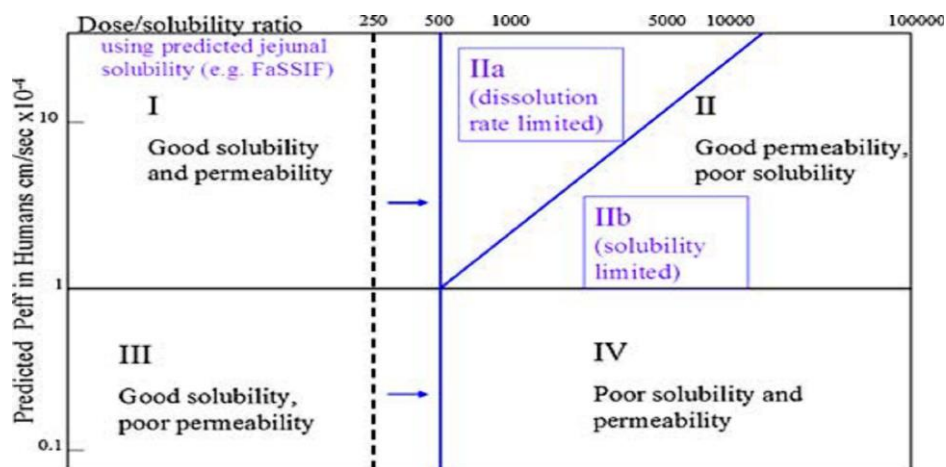 Dose/solubility ratio
250 500 1000 5000 100000 100000
using predicted jejunal
solubility (e.g. FaSSIF)
I
Good solubility
and permeability
IIa
(dissolution
rate limited)
II
Good permeability,
poor solubility
IIb
(solubility
limited)
III
Good solubility,
poor permeability
IV
Poor solubility and
permeability
10
1
0.1
Predicted Peff in Humans cm/sec x10-4